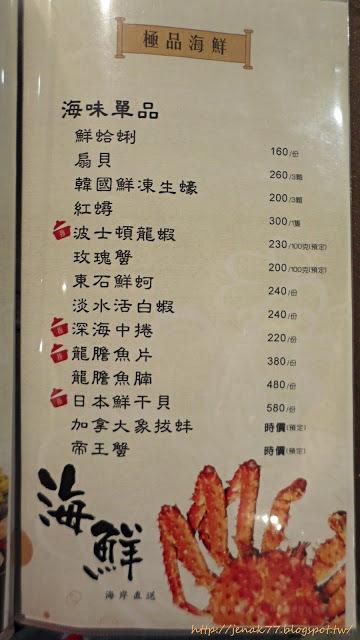 極品海鮮
海味單品
鮮蛤蜊 160/份
扇貝 260/3顆
韓國鮮凍生蠔 200/3顆
紅蟳 300/1隻
波士頓龍蝦 230/100克(預定)
玫瑰蟹 200/100克(預定)
東石鮮蚵 240/份
淡水活白蝦 240/份
深海中捲 220/份
龍膽魚片 380/份
龍膽魚腩 480/份
日本鮮干貝 580/份
加拿大象拔蚌 時價(預定)
帝王蟹 時價(預定)
海鮮
海岸直送
http://jenak77.blogspot.tw/